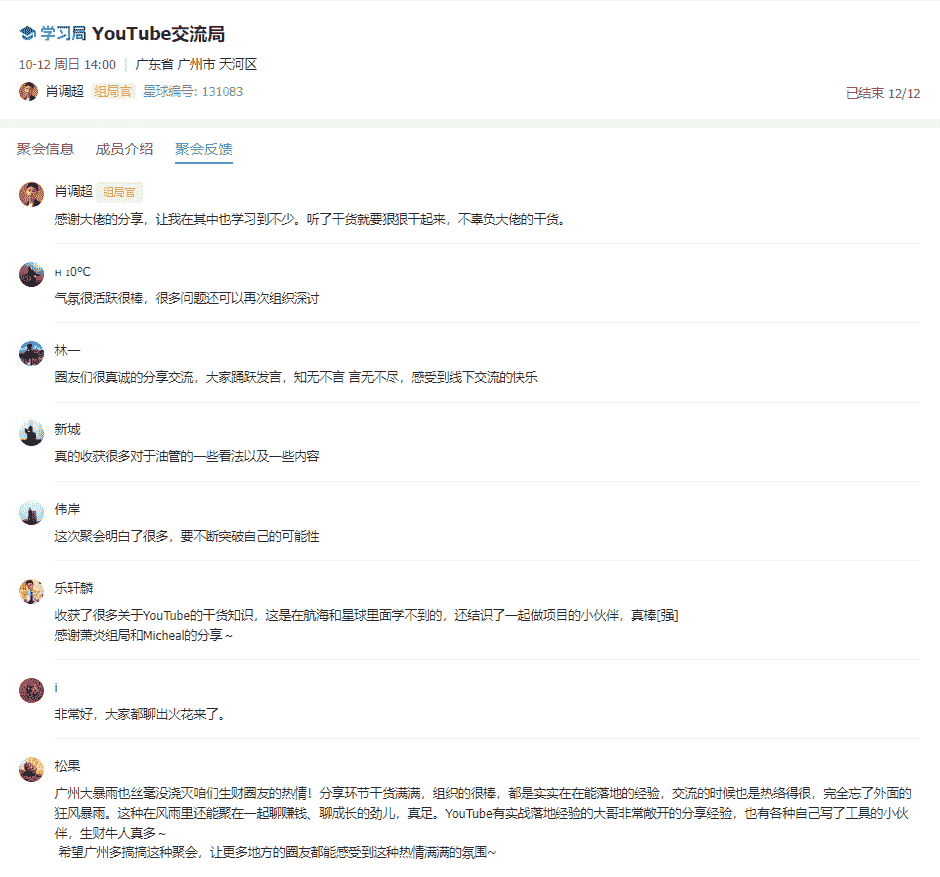 学习局 YouTube交流局
10-12 周日 14:00 | 广东省 广州市 天河区
肖调超 组局官 星球编号: 131083
已结束 12/12
聚会信息 成员介绍 聚会反馈
肖调超 组局官
感谢大佬的分享，让我在其中也学习到不少。听了干货就要狠狠干起来，不辜负大佬的干货。
ʜ ɪ0°C
气氛很活跃很棒，很多问题还可以再次组织深讨
林一
圈友们很真诚的分享交流，大家踊跃发言，知无不言 言无不尽，感受到线下交流的快乐
新城
真的收获很多对于油管的一些看法以及一些内容
伟岸
这次聚会明白了很多，要不断突破自己的可能性
乐轩麟
收获了很多关于YouTube的干货知识，这是在航海和星球里面学不到的，还结识了一起做项目的小伙伴，真棒[强]
感谢萧炎组局和Micheal的分享～
i
非常好，大家都聊出火花来了。
松果
广州大暴雨也丝毫没浇灭咱们生财圈友的热情！分享环节干货满满，组织的很棒，都是实实在在能落地的经验，交流的时候也是热络得很，完全忘了外面的
狂风暴雨。这种在风雨里还能聚在一起聊赚钱、聊成长的劲儿，真足。YouTube有实战落地经验的大哥非常敞开的分享经验，也有各种自己写了工具的小伙
伴，生财牛人真多～
希望广州多搞搞这种聚会，让更多地方的圈友都能感受到这种热情满满的氛围~